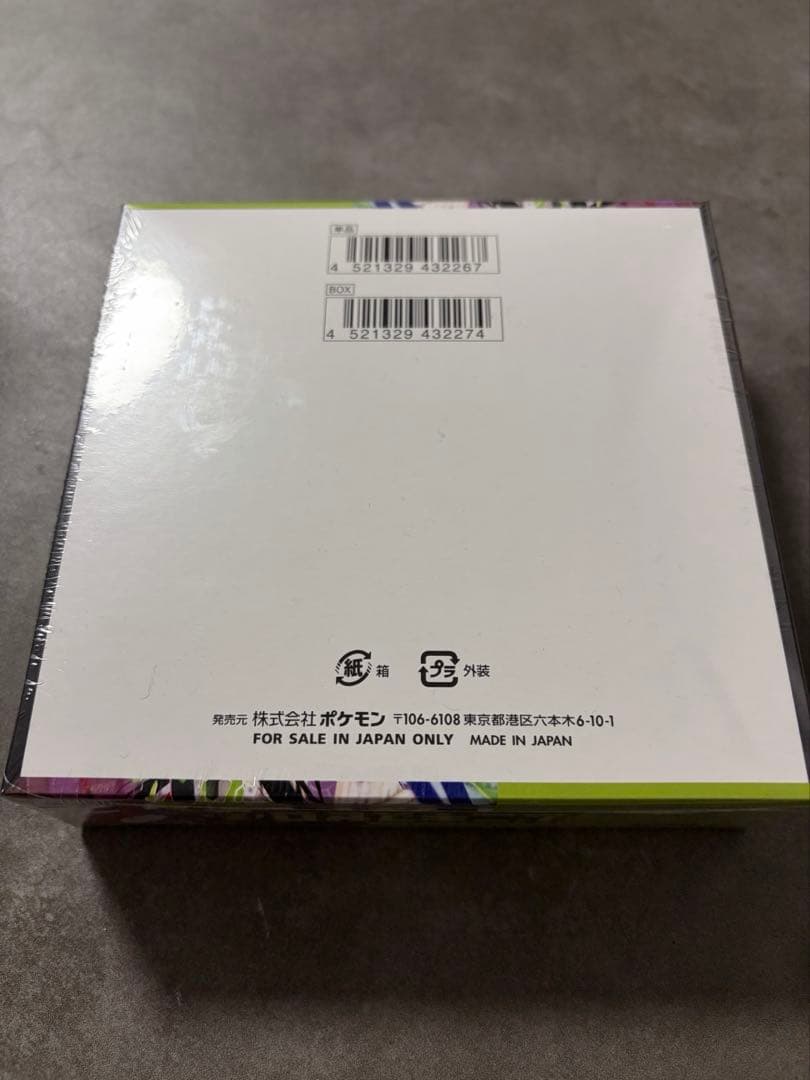 単品
4 521329 432267
BOX
4 521329 432274
紙 箱 プラ 外装
発売元 株式会社ポケモン 〒106-6108 東京都港区六本木6-10-1
FOR SALE IN JAPAN ONLY MADE IN JAPAN